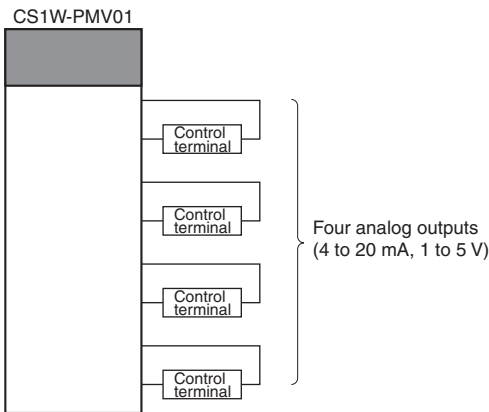 CS1W-PMV01
Control
terminal
Control
terminal
Control
terminal
Control
terminal
Four analog outputs
(4 to 20 mA, 1 to 5 V)